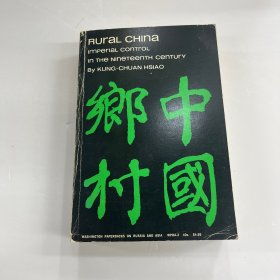 Rural China
Imperial Control
in the Nineteenth Century
By Kung-Chuan Hsiao
中國
鄉村
WASHINGTON PAPERBACKS ON RUSSIA AND ASIA